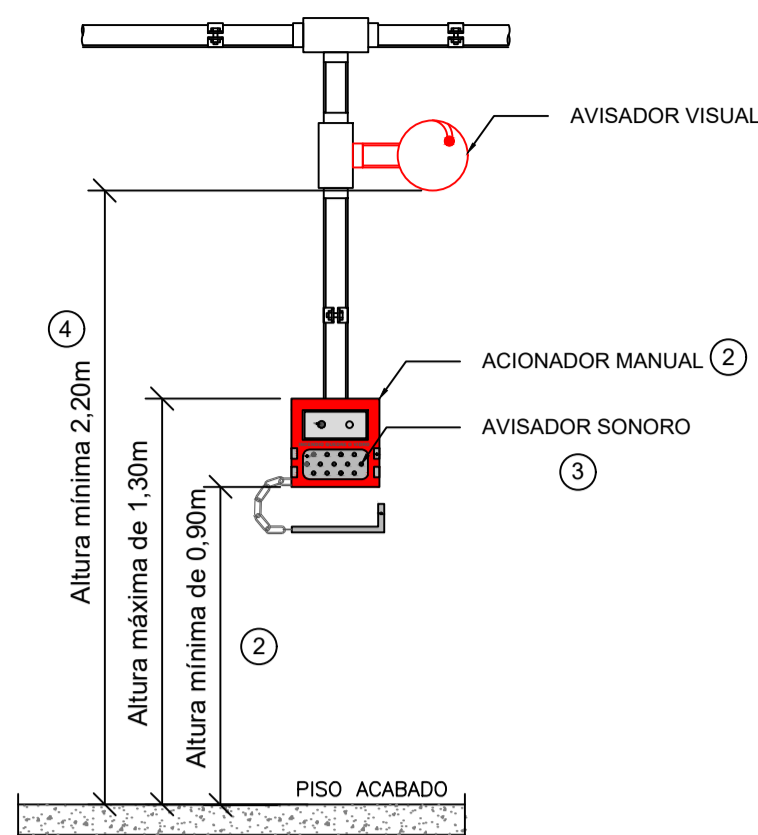 AVISADOR VISUAL
4
Altura mínima 2,20m
Altura máxima de 1,30m
Altura mínima de 0,90m
2
ACIONADOR MANUAL 2
AVISADOR SONORO
3
PISO ACABADO